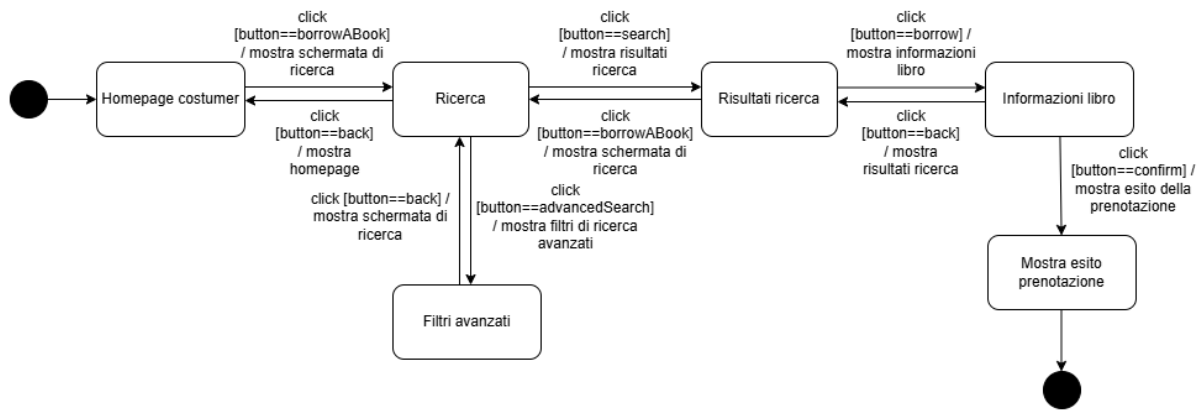 click
[button==borrowABook]
/ mostra schermata di
ricerca
click
[button==search]
/ mostra risultati
ricerca
click
[button==borrow] /
mostra informazioni
libro
Homepage costumer
Ricerca
Risultati ricerca
Informazioni libro
click
[button==back]
/ mostra
homepage
click
[button==borrowABook]
/ mostra schermata di
ricerca
click
[button==back]
/ mostra
risultati ricerca
click
[button==confirm] /
mostra esito della
prenotazione
click [button==back] /
mostra schermata di
ricerca
click
[button==advancedSearch]
/ mostra filtri di ricerca
avanzati
Mostra esito
prenotazione
Filtri avanzati